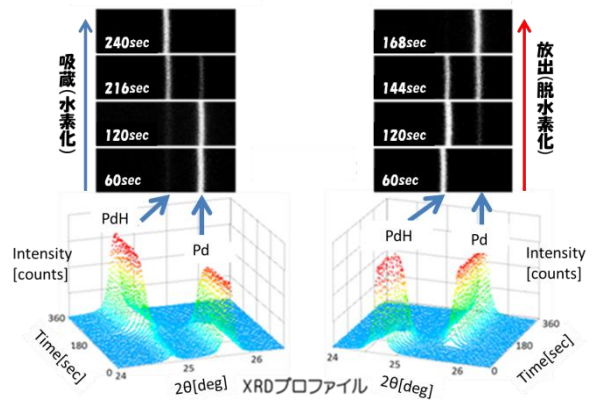 240sec
216sec
120sec
60sec
吸蔵(水素化)
168sec
144sec
120sec
60sec
放出(脱水素化)
PdH
Pd
Intensity
[counts]
360
180
0
Time[sec]
24
25
26
2θ[deg]
PdH
Pd
Intensity
[counts]
360
180
0
Time[sec]
24
25
26
2θ[deg]
XRDプロファイル